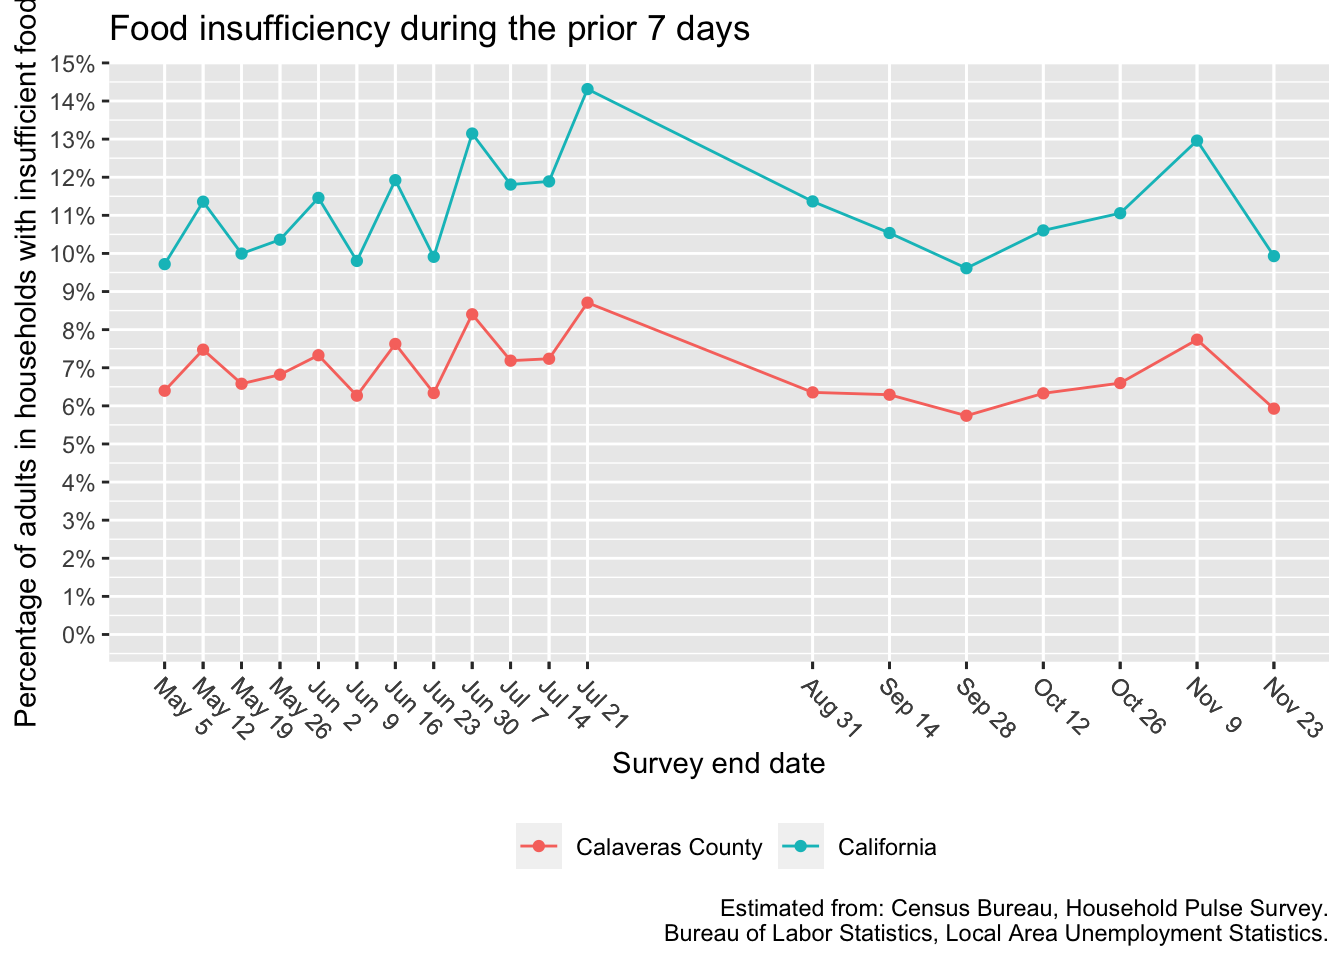 Food insufficiency during the prior 7 days
Percentage of adults in households with insufficient food
15%
14%
13%
12%
11%
10%
9%
8%
7%
6%
5%
4%
3%
2%
1%
0%
May 5
May 12
May 19
May 26
Jun 2
Jun 9
Jun 16
Jun 23
Jun 30
Jul 7
Jul 14
Jul 21
Aug 31
Sep 14
Sep 28
Oct 12
Oct 26
Nov 9
Nov 23
Survey end date
Calaveras County
California
Estimated from: Census Bureau, Household Pulse Survey.
Bureau of Labor Statistics, Local Area Unemployment Statistics.